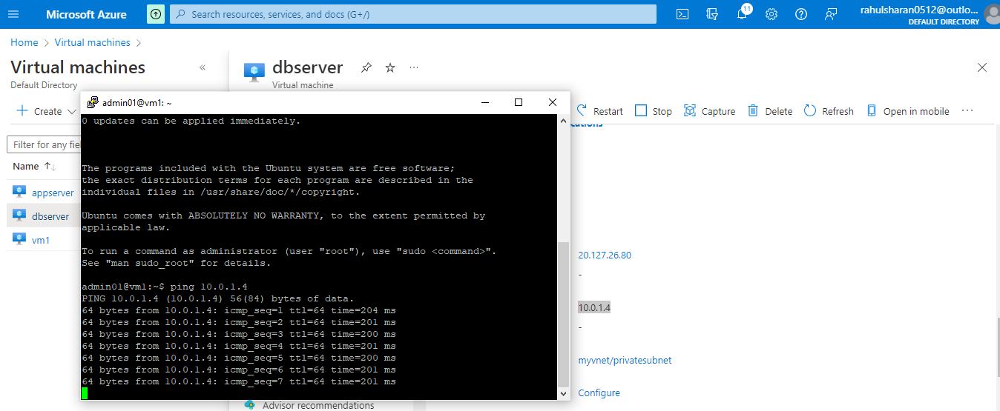 Microsoft Azure
Search resources, services, and docs (G+/)
11
rahulsharan0512@outlo...
DEFAULT DIRECTORY
Home > Virtual machines >
Virtual machines
Default Directory
Create
Filter for any fie
Name
appserver
dbserver
vm1
dbserver
Virtual machine
Restart
Stop
Capture
Delete
Refresh
Open in mobile
cations
20.127.26.80
-
10.0.1.4
-
myvnet/privatesubnet
Configure
Advisor recommendations
admin01@vm1: ~
0 updates can be applied immediately.
The programs included with the Ubuntu system are free software;
the exact distribution terms for each program are described in the
individual files in /usr/share/doc/*/copyright.
Ubuntu comes with ABSOLUTELY NO WARRANTY, to the extent permitted by
applicable law.
To run a command as administrator (user "root"), use "sudo <command>".
See "man sudo_root" for details.
admin01@vm1:~$ ping 10.0.1.4
PING 10.0.1.4 (10.0.1.4) 56(84) bytes of data.
64 bytes from 10.0.1.4: icmp_seq=1 ttl=64 time=204 ms
64 bytes from 10.0.1.4: icmp_seq=2 ttl=64 time=201 ms
64 bytes from 10.0.1.4: icmp_seq=3 ttl=64 time=200 ms
64 bytes from 10.0.1.4: icmp_seq=4 ttl=64 time=201 ms
64 bytes from 10.0.1.4: icmp_seq=5 ttl=64 time=200 ms
64 bytes from 10.0.1.4: icmp_seq=6 ttl=64 time=201 ms
64 bytes from 10.0.1.4: icmp_seq=7 ttl=64 time=201 ms